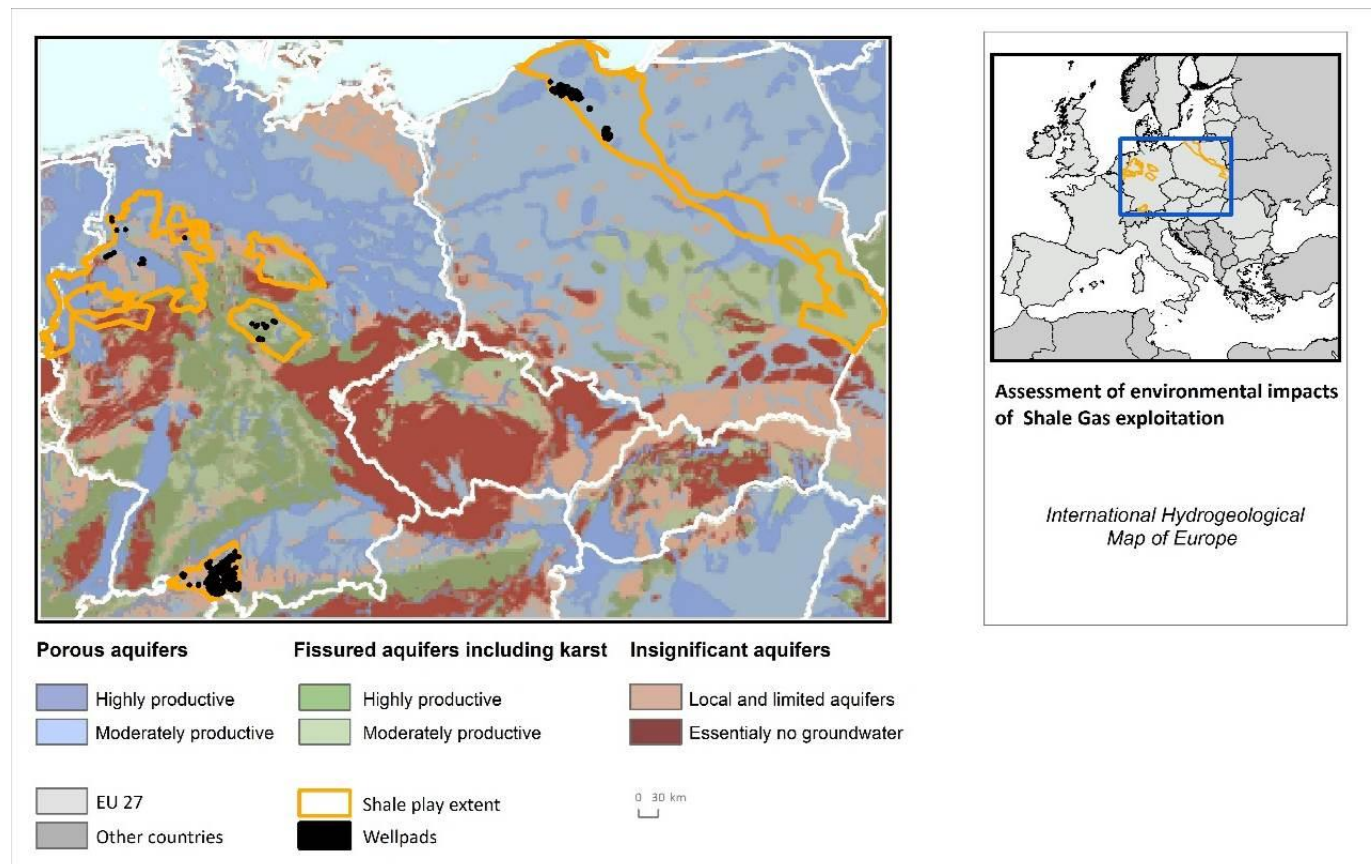 Assessment of environmental impacts
of Shale Gas exploitation
International Hydrogeological
Map of Europe
Porous aquifers
Highly productive
Moderately productive
Fissured aquifers including karst
Highly productive
Moderately productive
Insignificant aquifers
Local and limited aquifers
Essentialy no groundwater
EU 27
Other countries
Shale play extent
Wellpads
0 30 km